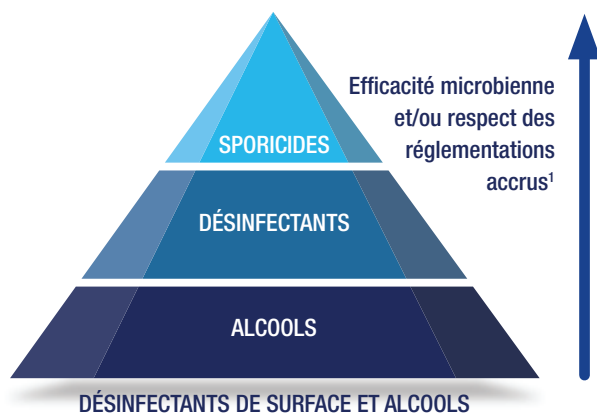 Efficacité microbienne
et/ou respect des
réglementations
accrus¹
SPORICIDES
DÉSINFECTANTS
ALCOOLS
DÉSINFECTANTS DE SURFACE ET ALCOOLS